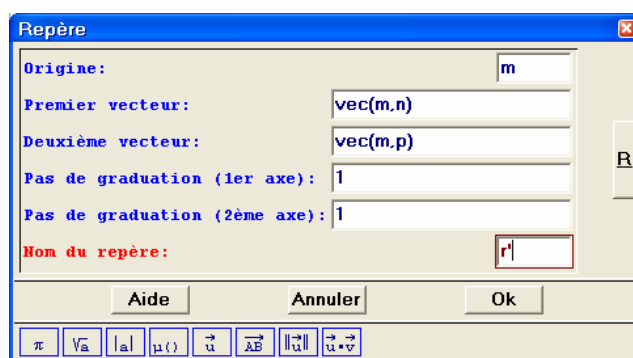 Repère
Origine: m
Premier vecteur: vec(m,n)
Deuxième vecteur: vec(m,p)
R
Pas de graduation (1er axe): 1
Pas de graduation (2ème axe): 1
Nom du repère: r'
Aide Annuler Ok
π √a |a| μ() u⃗ AB⃗ ||u⃗|| u⃗•v⃗